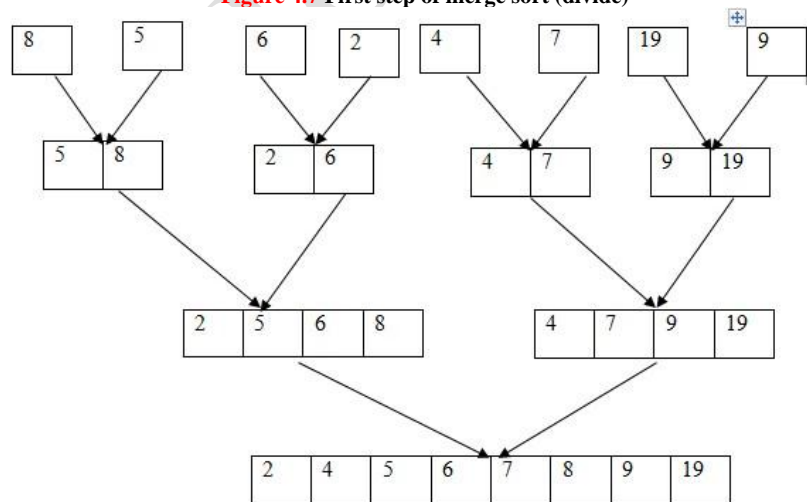 Figure 4.7 First step of merge sort (divide)
8 5 6 2 4 7 19 9
5 8 2 6 4 7 9 19
2 5 6 8 4 7 9 19
2 4 5 6 7 8 9 19